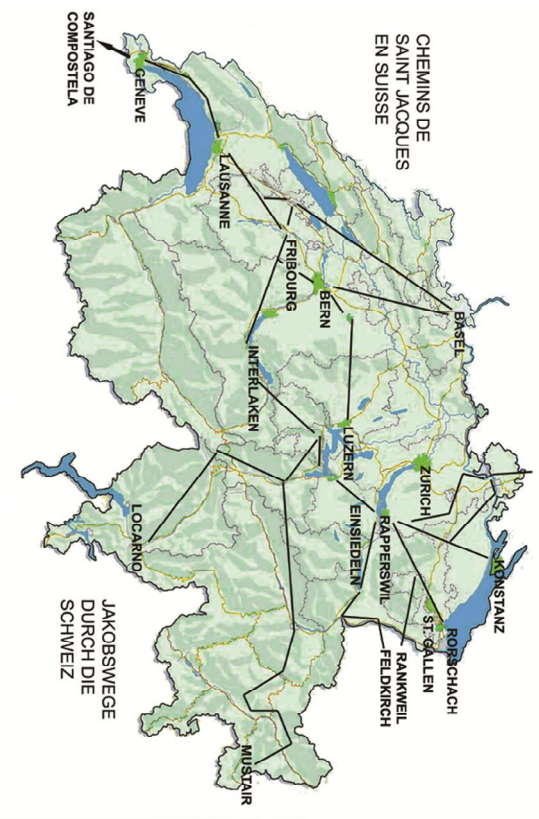 CHEMINS DE
SAINT JACQUES
EN SUISSE
SANTIAGO DE
COMPOSTELA
GENEVE
LAUSANNE
FRIBOURG
BERN
BASEL
INTERLAKEN
LUZERN
ZURICH
EINSIEDELN
RAPPERSWIL
KONSTANZ
RORSCHACH
ST. GALLEN
RANKWEIL
FELDKIRCH
LOCARNO
MUSTAIR
JAKOBSWEGE
DURCH DIE
SCHWEIZ